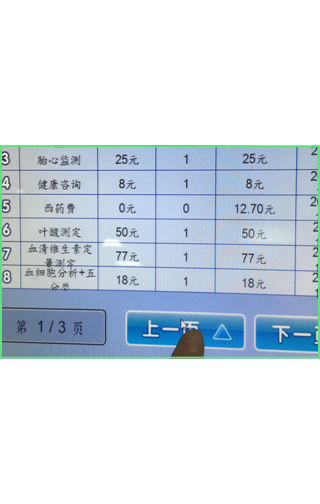 3 胎心监测 25元 1 25元 2
4 健康咨询 8元 1 8元 2
5 西药费 0元 0 12.70元 20
6 叶酸测定 50元 1 50元 2
7 血清维生素定量测定 77元 1 77元 2
8 血细胞分析+五分类 18元 1 18元 2
第 1/3 页 上一页 下一页